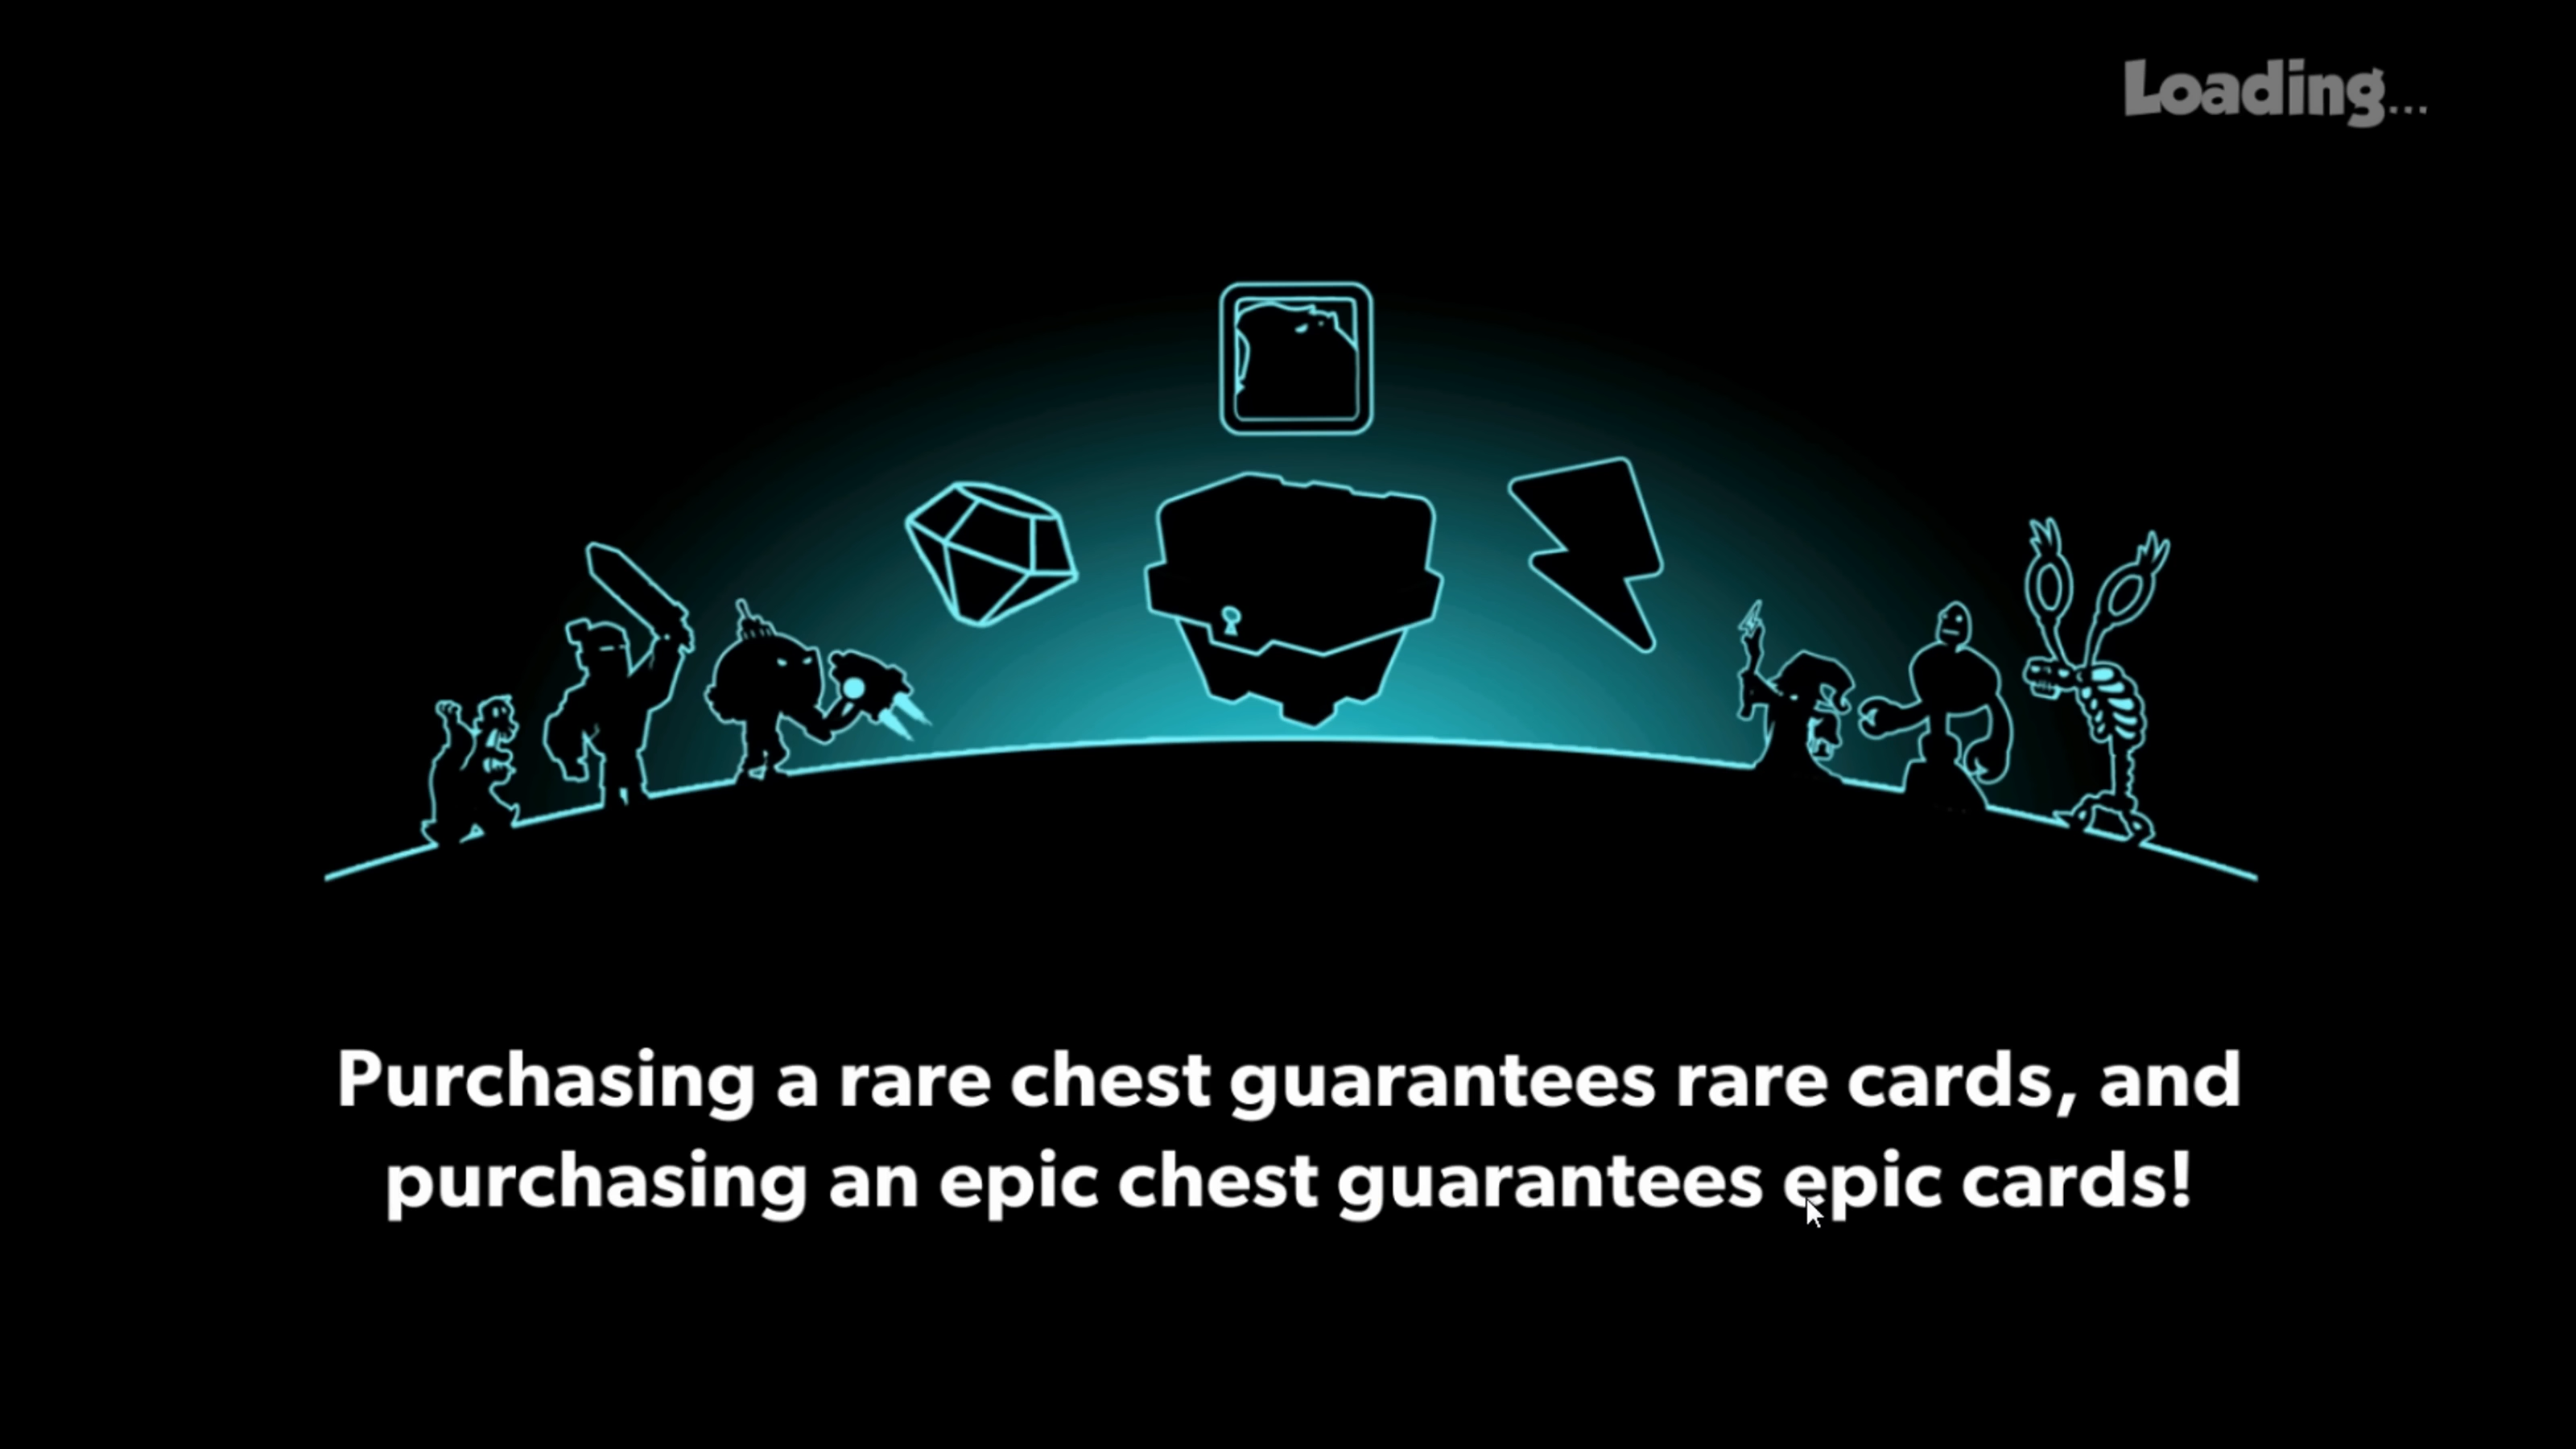 Loading...
Purchasing a rare chest guarantees rare cards, and
purchasing an epic chest guarantees epic cards!